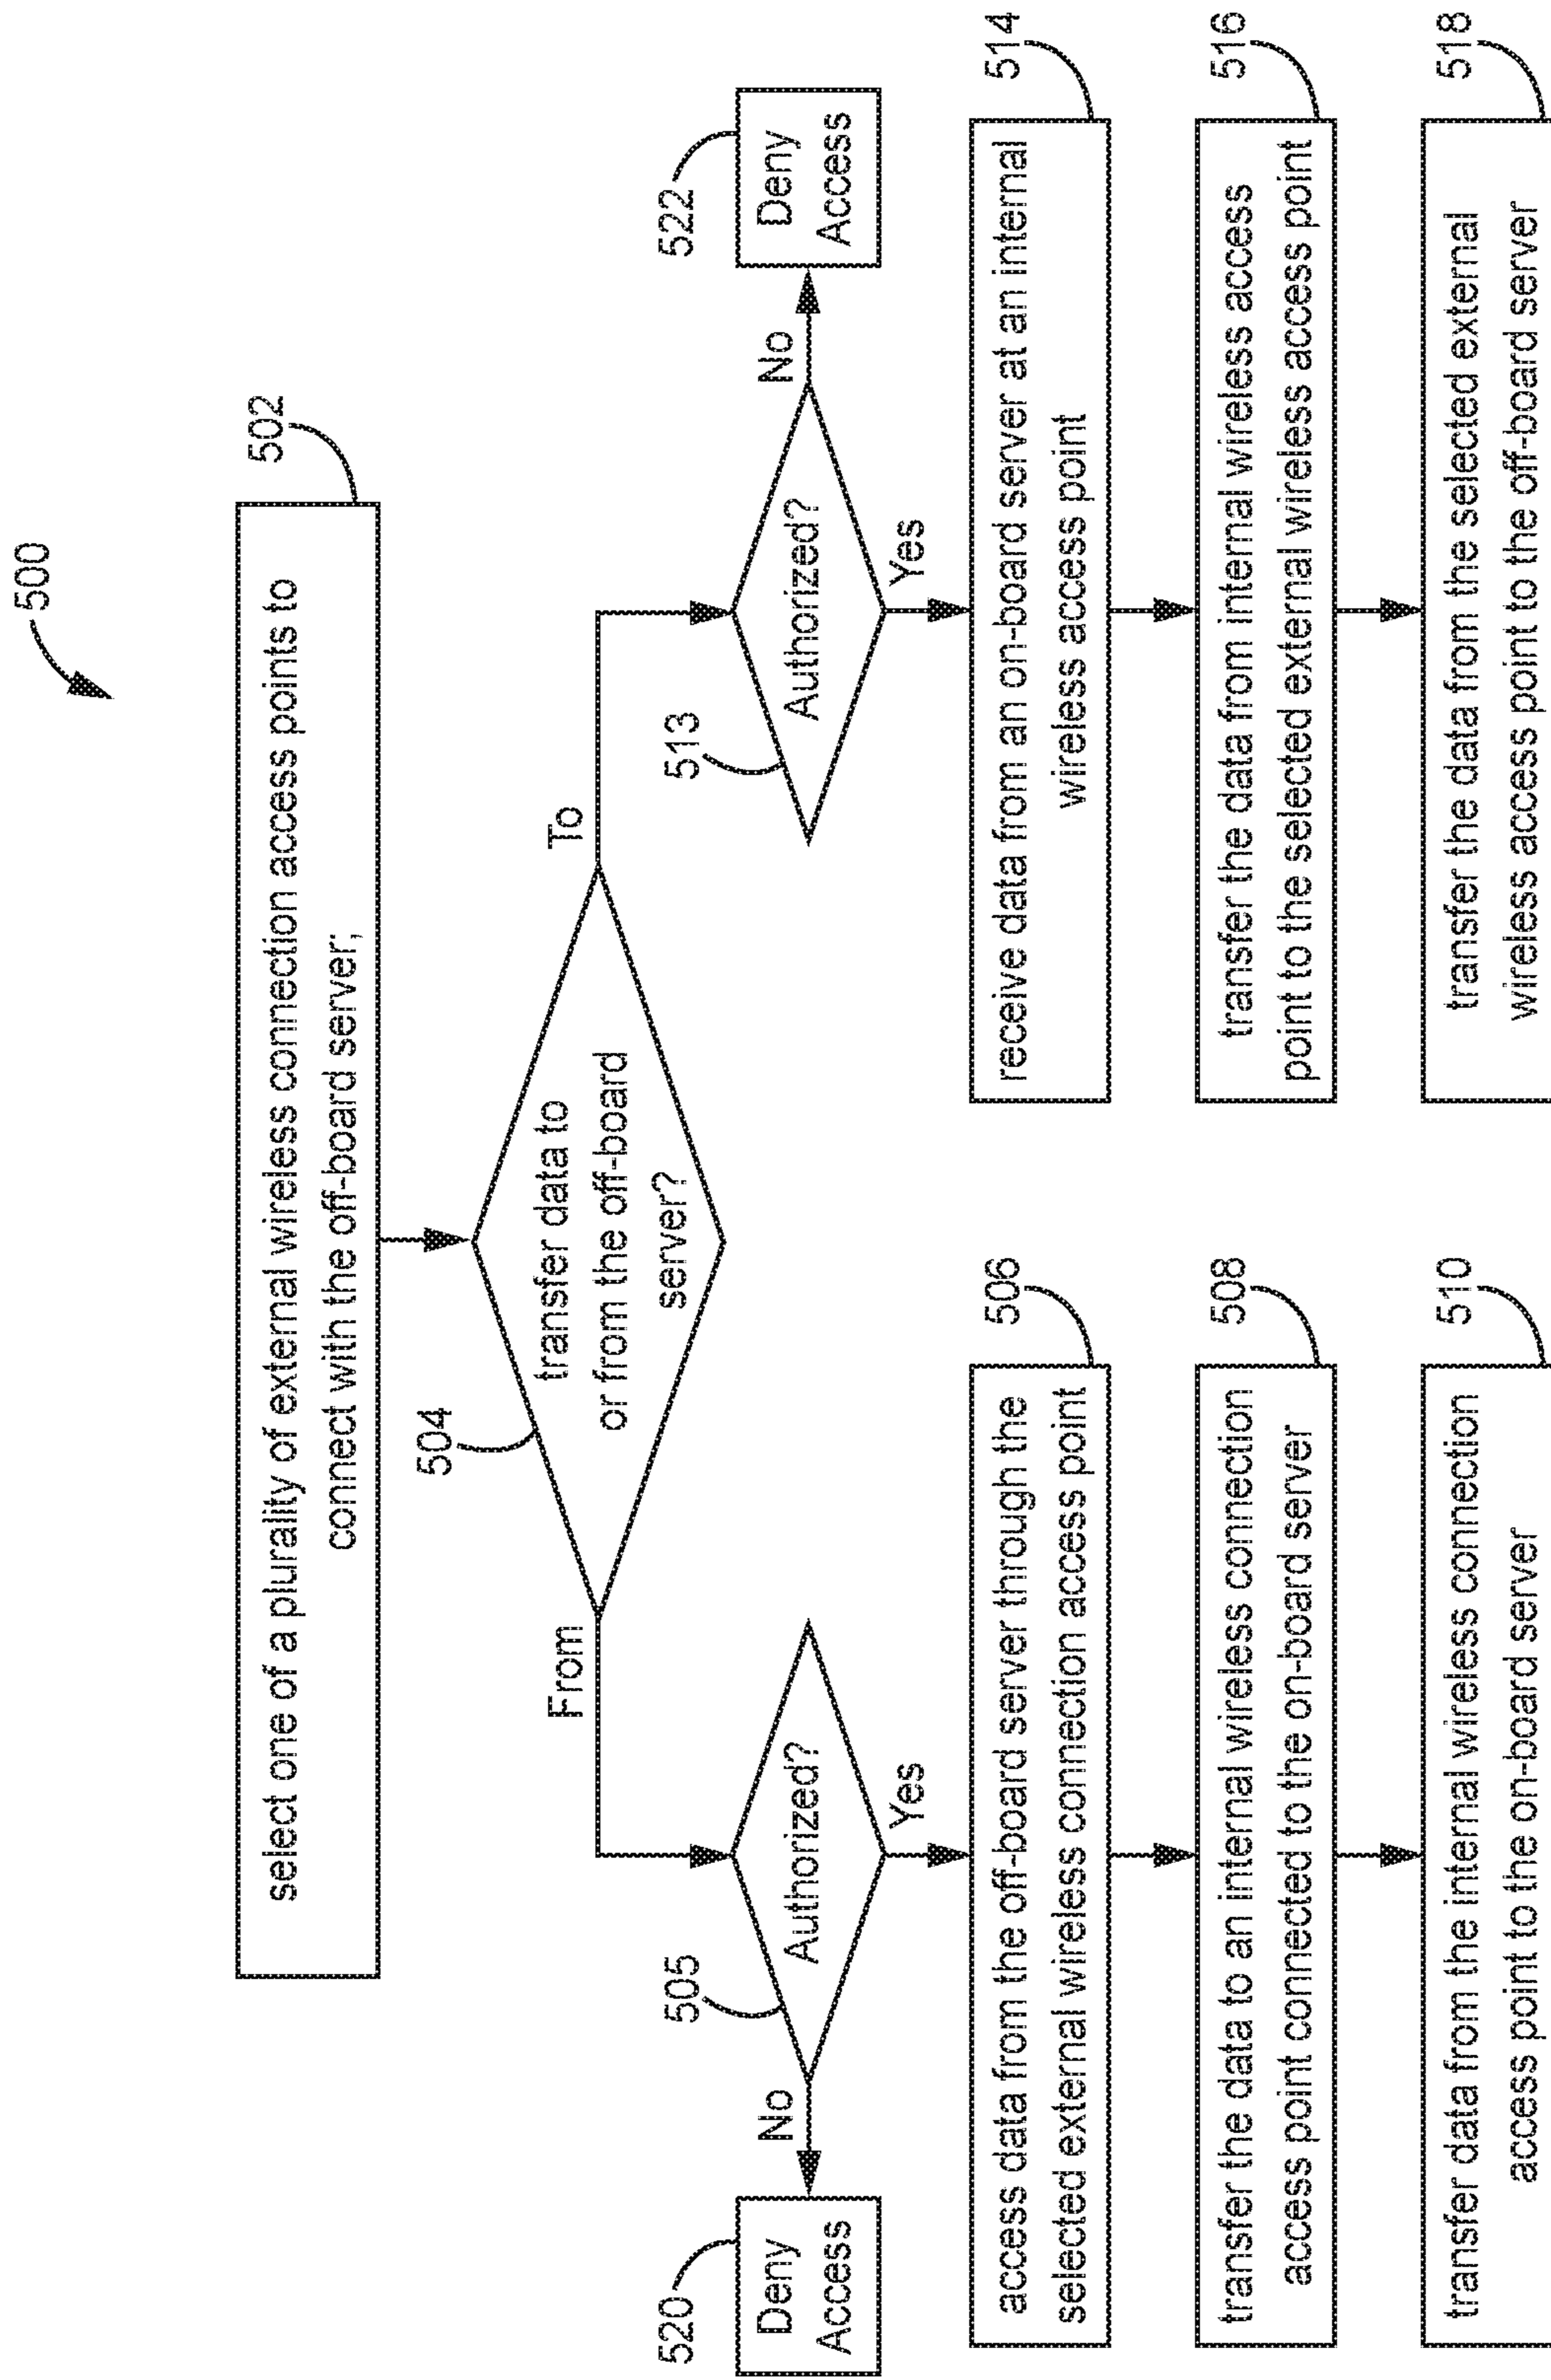 500
502
select one of a plurality of external wireless connection access points to
connect with the off-board server;
504
transfer data to
or from the off-board
server?
From
To
505
Authorized?
No
Yes
520
Deny
Access
513
Authorized?
No
Yes
522
Deny
Access
506
access data from the off-board server through the
selected external wireless connection access point
508
transfer the data to an internal wireless connection
access point connected to the on-board server
510
transfer data from the internal wireless connection
access point to the on-board server
514
receive data from an on-board server at an internal
wireless access point
516
transfer the data from internal wireless access
point to the selected external wireless access point
518
transfer the data from the selected external
wireless access point to the off-board server